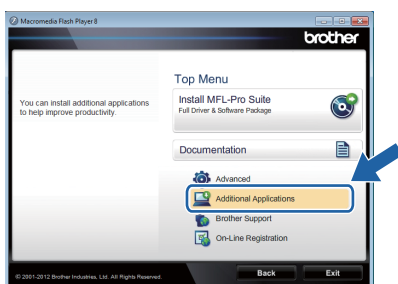 Macromedia Flash Player 8
brother
Top Menu
You can install additional applications
to help improve productivity.
Install MFL-Pro Suite
Full Driver & Software Package
Documentation
Advanced
Additional Applications
Brother Support
On-Line Registration
© 2001-2012 Brother Industries, Ltd. All Rights Reserved.
Back
Exit